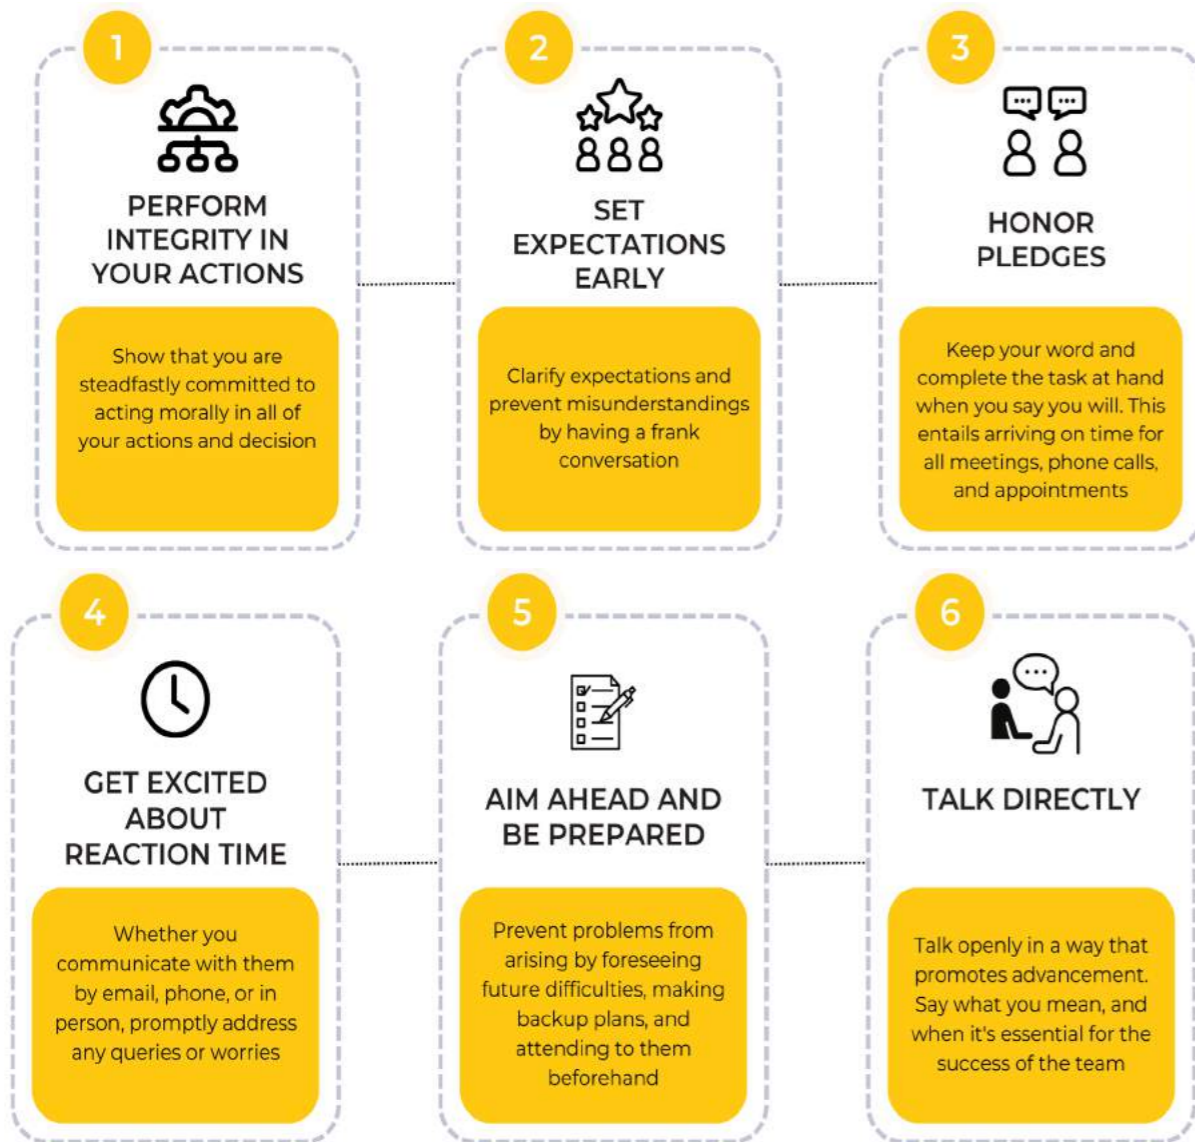 1
PERFORM
INTEGRITY IN
YOUR ACTIONS
Show that you are
steadfastly committed to
acting morally in all of
your actions and decision
2
SET
EXPECTATIONS
EARLY
Clarify expectations and
prevent misunderstandings
by having a frank
conversation
3
HONOR
PLEDGES
Keep your word and
complete the task at hand
when you say you will. This
entails arriving on time for
all meetings, phone calls,
and appointments
4
GET EXCITED
ABOUT
REACTION TIME
Whether you
communicate with them
by email, phone, or in
person, promptly address
any queries or worries
5
AIM AHEAD AND
BE PREPARED
Prevent problems from
arising by foreseeing
future difficulties, making
backup plans, and
attending to them
beforehand
6
TALK DIRECTLY
Talk openly in a way that
promotes advancement.
Say what you mean, and
when it's essential for the
success of the team